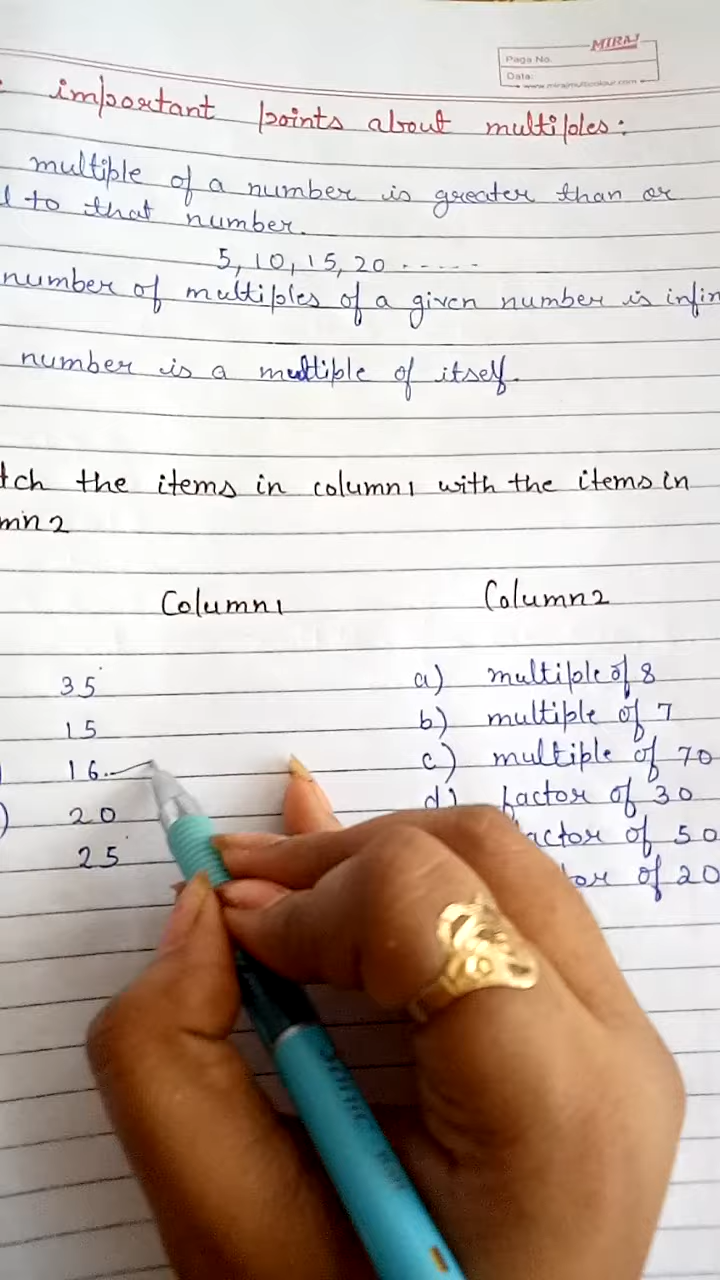 MIRAJ
Page No.
Date:
www.mirajmulticolour.com
important points about multiples:
multiple of a number is greater than or
to that number.
5, 10, 15, 20 ......
number of multiples of a given number is infin
number is a multiple of itself.
tch the items in column1 with the items in
mn 2
Column1 Column2
35 a) multiple of 8
15 b) multiple of 7
16 c) multiple of 70
20 d) factor of 30
25 actor of 50
or of 20